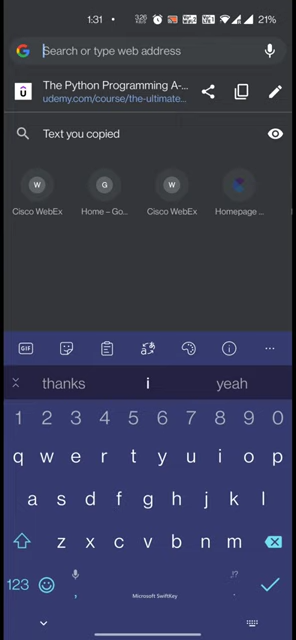 1:31
21%
Search or type web address
The Python Programming A-...
udemy.com/course/the-ultimate...
Text you copied
W G W
Cisco WebEx Home – Go... Cisco WebEx Homepage ...
GIF
thanks i yeah
1 2 3 4 5 6 7 8 9 0
q w e r t y u i o p
a s d f g h j k l
z x c v b n m
123 , Microsoft SwiftKey .